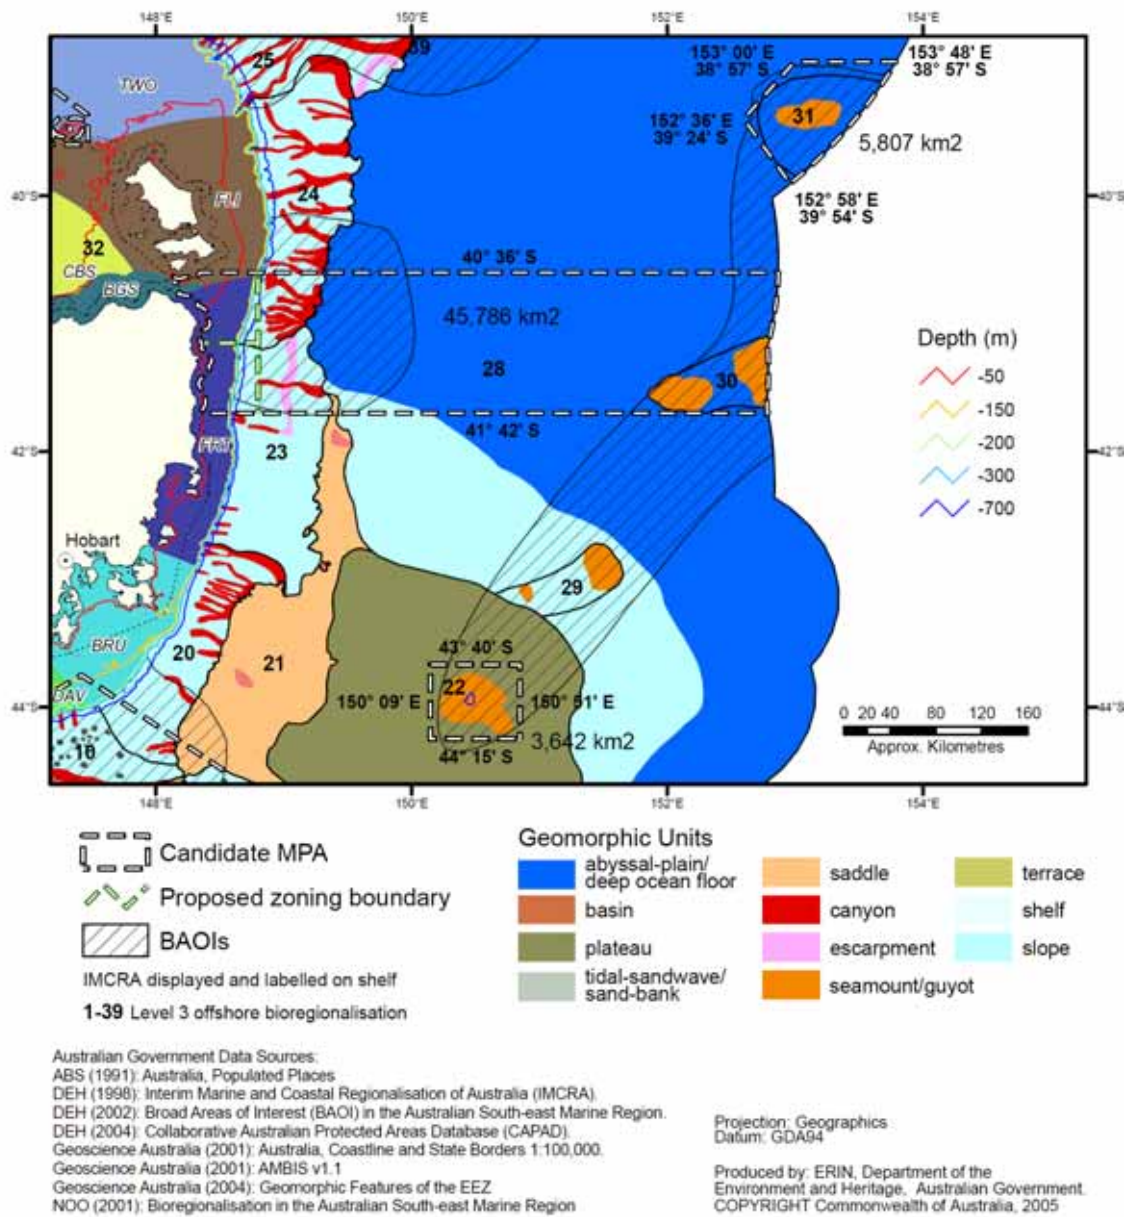 148°E
150°E
152°E
154°E
25
39
153° 00' E
38° 57' S
153° 48' E
38° 57' S
TWO
152° 36' E
39° 24' S
31
5,807 km2
40°S
FLI
24
152° 58' E
39° 54' S
40°S
32
CBS
BGS
40° 36' S
45,786 km2
28
30
Depth (m)
-50
-150
-200
-300
-700
41° 42' S
42°S
FRT
23
42°S
Hobart
29
BRU
20
21
43° 40' S
22
150° 09' E
150° 51' E
3,642 km2
44° 15' S
DAV
44°S
44°S
0 20 40 80 120 160
Approx. Kilometres
148°E
150°E
152°E
154°E
Candidate MPA
Proposed zoning boundary
BAOIs
IMCRA displayed and labelled on shelf
1-39 Level 3 offshore bioregionalisation
Geomorphic Units
abyssal-plain/
deep ocean floor
basin
plateau
tidal-sandwave/
sand-bank
saddle
canyon
escarpment
seamount/guyot
terrace
shelf
slope
Australian Government Data Sources:
ABS (1991): Australia, Populated Places
DEH (1998): Interim Marine and Coastal Regionalisation of Australia (IMCRA).
DEH (2002): Broad Areas of Interest (BAOI) in the Australian South-east Marine Region.
DEH (2004): Collaborative Australian Protected Areas Database (CAPAD).
Geoscience Australia (2001): Australia, Coastline and State Borders 1:100,000.
Geoscience Australia (2001): AMBIS v1.1
Geoscience Australia (2004): Geomorphic Features of the EEZ
NOO (2001): Bioregionalisation in the Australian South-east Marine Region
Projection: Geographics
Datum: GDA94
Produced by: ERIN, Department of the
Environment and Heritage, Australian Government.
COPYRIGHT Commonwealth of Australia, 2005